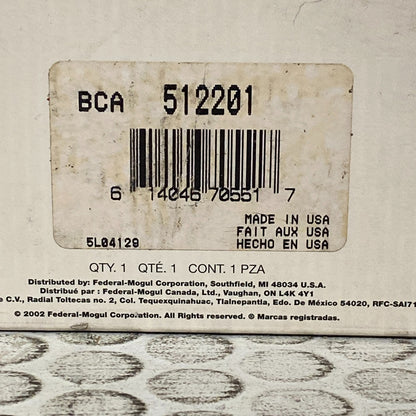 BCA 512201
6 14046 70551 7
MADE IN USA
FAIT AUX USA
5L04129 HECHO EN USA
QTY. 1 QTÉ. 1 CONT. 1 PZA
Distributed by: Federal-Mogul Corporation, Southfield, MI 48034 U.S.A.
Distribué par : Federal-Mogul Canada, Ltd., Vaughan, ON L4K 4Y1
e C.V., Radial Toltecas no. 2, Col. Tequexquinahuac, Tlalnepantla, Edo. De México 54020, RFC-SAI71
© 2002 Federal-Mogul Corporation. All rights reserved. ® Marcas registradas.